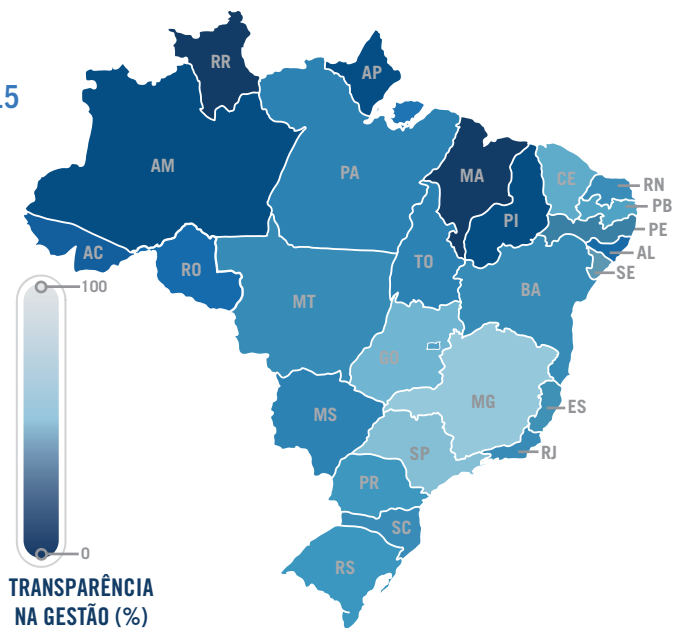 15
RR
AP
AM
PA
MA
CE
RN
PB
PI
PE
AL
SE
AC
RO
TO
BA
MT
GO
MG
ES
MS
SP
RJ
PR
SC
RS
100
0
TRANSPARÊNCIA
NA GESTÃO (%)